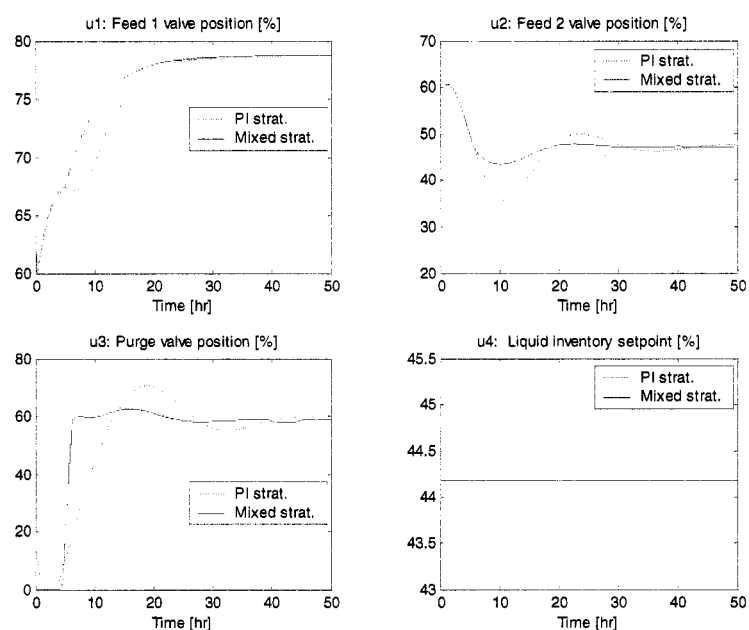 u1: Feed 1 valve position [%]
80
75
70
65
60
0 10 20 30 40 50
Time [hr]
PI strat.
Mixed strat.
u2: Feed 2 valve position [%]
70
60
50
40
30
20
0 10 20 30 40 50
Time [hr]
PI strat.
Mixed strat.
u3: Purge valve position [%]
80
60
40
20
0
0 10 20 30 40 50
Time [hr]
PI strat.
Mixed strat.
u4: Liquid inventory setpoint [%]
45.5
45
44.5
44
43.5
43
0 10 20 30 40 50
Time [hr]
PI strat.
Mixed strat.